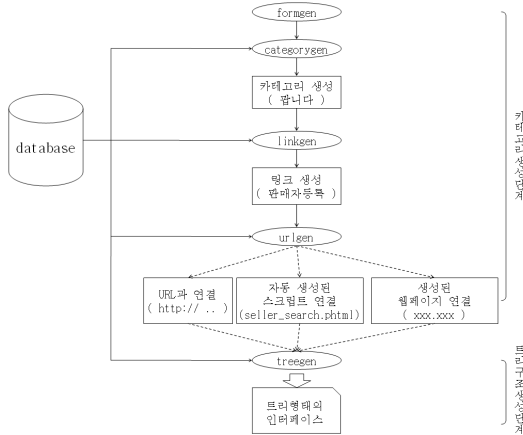 formgen
categorygen
카테고리 생성
( 팝니다 )
database
linkgen
링크 생성
( 판매자등록 )
urlgen
URL과 연결
( http:// .. )
자동 생성된
스크립트 연결
(seller_search.phtml)
생성된
웹페이지 연결
( xxx.xxx )
카테고리생성단계
treegen
트리형태의
인터페이스
트리구조생성단계